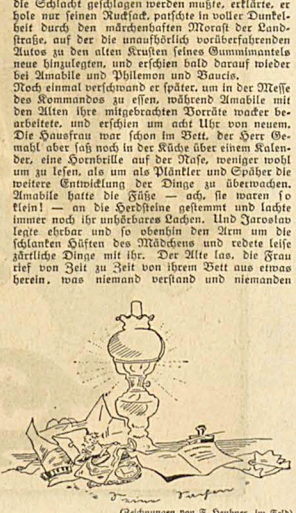 die Schlacht geschlagen werden mußte, erklärte, er
hole nur seinen Rucksack, patschte in voller Dunkel-
heit durch den märchenhaften Morast der Land-
straße, auf der die unaufhörlich vorüberfahrenden
Autos zu den alten Krusten seines Gummimantels
neue hinzulegten, und erschien bald darauf wieder
bei Amabile und Philemon und Baucis.
Noch einmal verschwand er später, um in der Messe
des Kommandos zu essen, während Amabile mit
den Alten ihre mitgebrachten Vorräte wacker be-
arbeitete, und erschien um acht Uhr von neuem.
Die Hausfrau war schon im Bett, der Herr Ge-
mahl aber saß noch in der Küche über einem Kalen-
der, eine Hornbrille auf der Nase, weniger wohl
um zu lesen, als um als Plänkler und Späher die
weitere Entwicklung der Dinge zu überwachen.
Amabile hatte die Füße — ach, sie waren so
klein! — an die Herdsteine gestemmt und lachte
immer noch ihr unhörbares Lachen. Und Jaroslav
legte ehrbar und so obenhin den Arm um die
schlanken Hüften des Mädchens und redete leise
zärtliche Dinge mit ihr. Der Alte las, die Frau
rief von Zeit zu Zeit von ihrem Bett aus etwas
herein, was niemand verstand und niemanden
(Zeichnungen von F. Heubner, im Feld)